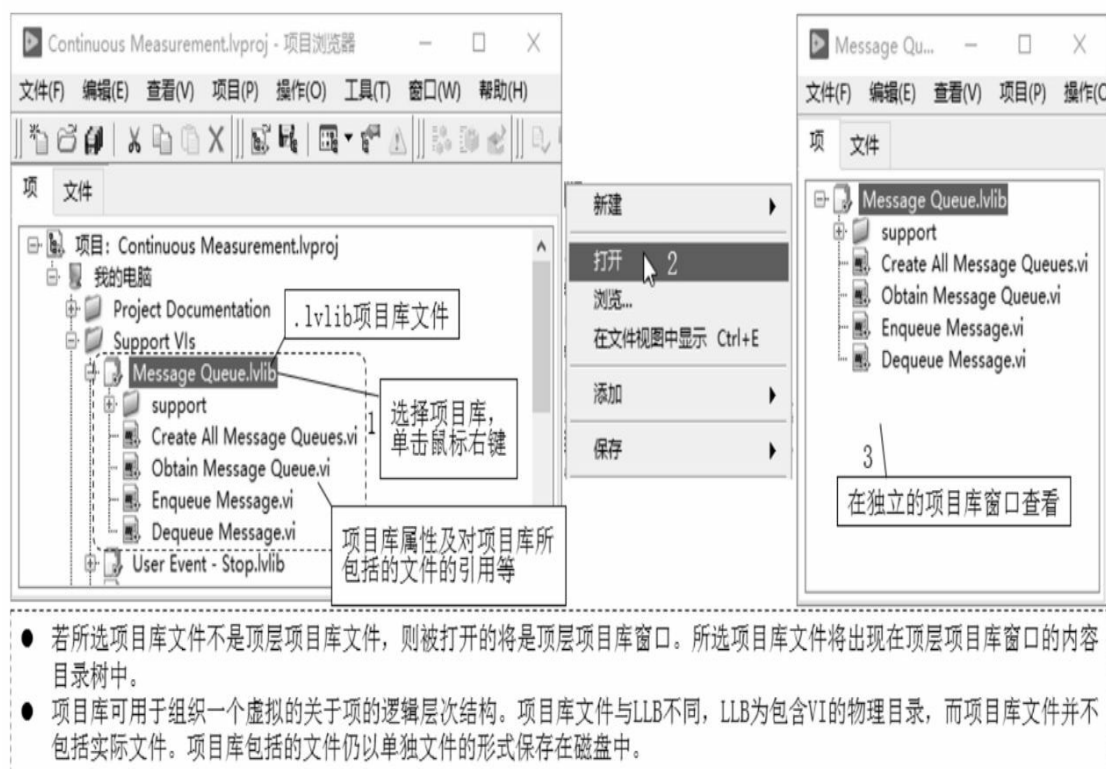 Continuous Measurement.lvproj - 项目浏览器
文件(F) 编辑(E) 查看(V) 项目(P) 操作(O) 工具(T) 窗口(W) 帮助(H)
项 文件
项目: Continuous Measurement.lvproj
我的电脑
Project Documentation
Support VIs
Message Queue.lvlib
support
Create All Message Queues.vi
Obtain Message Queue.vi
Enqueue Message.vi
Dequeue Message.vi
User Event - Stop.lvlib
.lvlib项目库文件
1
选择项目库,
单击鼠标右键
项目库属性及对项目库所
包括的文件的引用等
新建
打开 2
浏览...
在文件视图中显示 Ctrl+E
添加
保存
Message Qu...
文件(F) 编辑(E) 查看(V) 项目(P) 操作(O
项 文件
Message Queue.lvlib
support
Create All Message Queues.vi
Obtain Message Queue.vi
Enqueue Message.vi
Dequeue Message.vi
3
在独立的项目库窗口查看
● 若所选项目库文件不是顶层项目库文件，则被打开的将是顶层项目库窗口。所选项目库文件将出现在顶层项目库窗口的内容
目录树中。
● 项目库可用于组织一个虚拟的关于项的逻辑层次结构。项目库文件与LLB不同，LLB为包含VI的物理目录，而项目库文件并不
包括实际文件。项目库包括的文件仍以单独文件的形式保存在磁盘中。